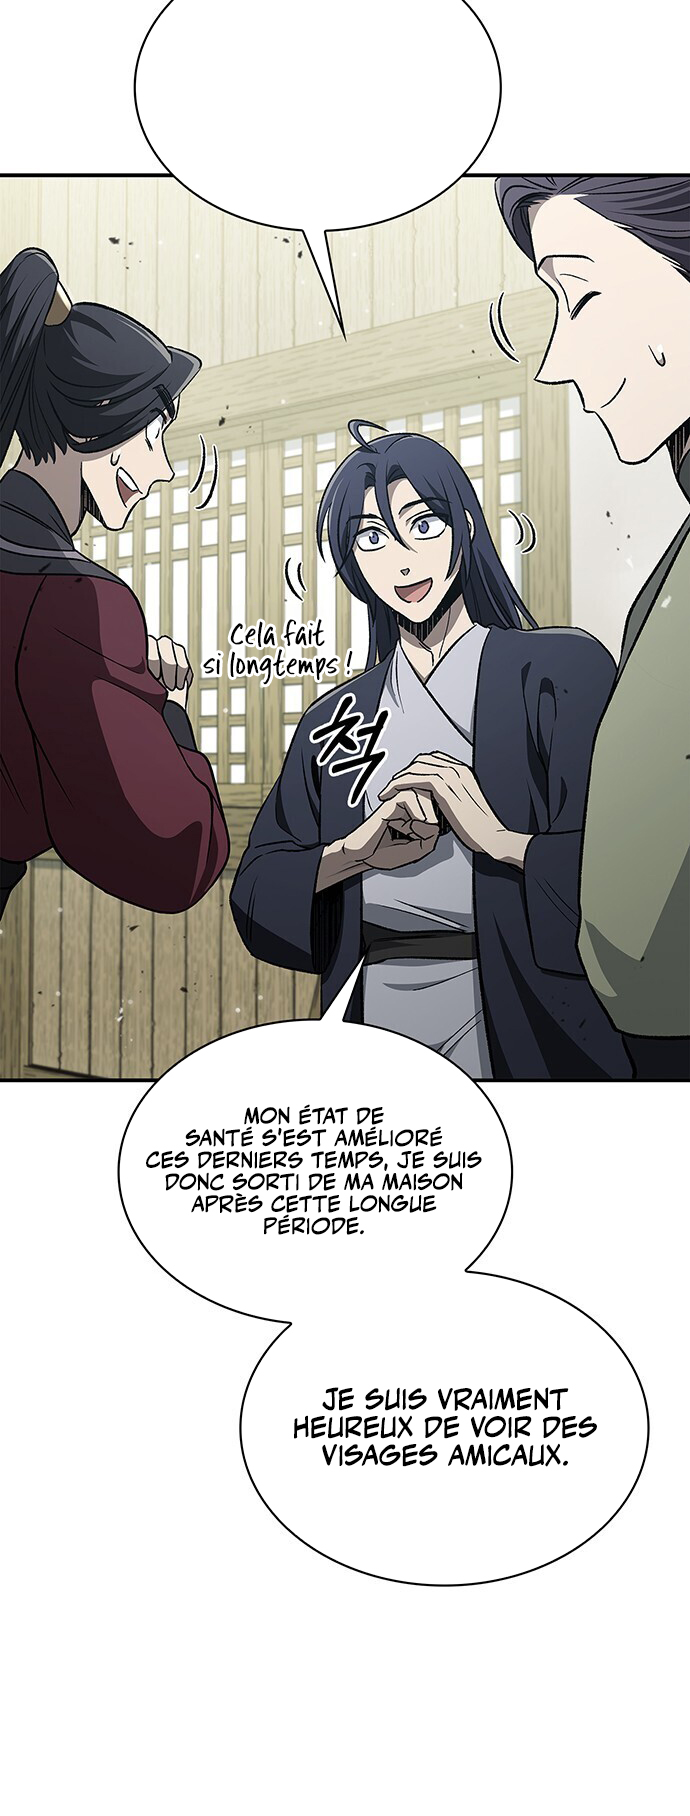 Cela fait
si longtemps !
척
MON ÉTAT DE
SANTÉ S'EST AMÉLIORÉ
CES DERNIERS TEMPS, JE SUIS
DONC SORTI DE MA MAISON
APRÈS CETTE LONGUE
PÉRIODE.
JE SUIS VRAIMENT
HEUREUX DE VOIR DES
VISAGES AMICAUX.